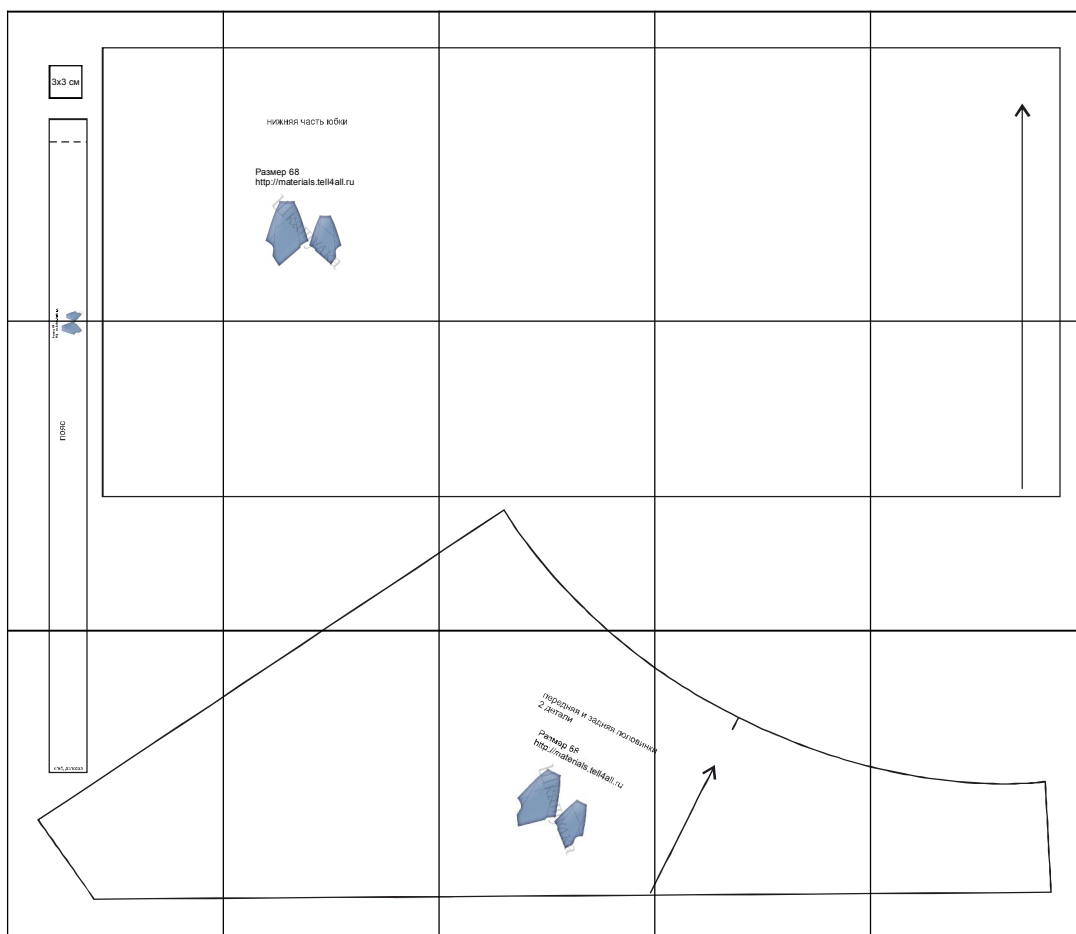 3х3 см
нижняя часть юбки
Размер 68
http://materials.tell4all.ru
пояс
передняя и задняя половинки
2 детали
Размер 68
http://materials.tell4all.ru